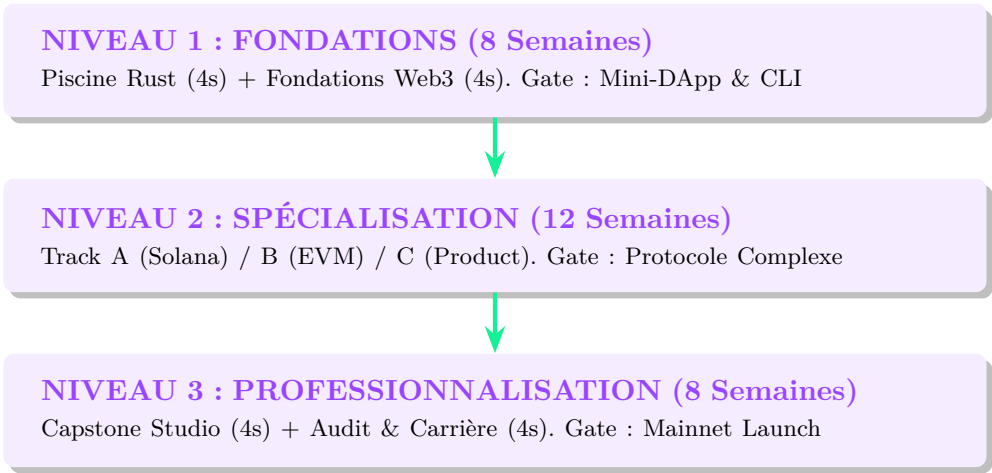 NIVEAU 1 : FONDATIONS (8 Semaines)
Piscine Rust (4s) + Fondations Web3 (4s). Gate : Mini-DApp & CLI
NIVEAU 2 : SPÉCIALISATION (12 Semaines)
Track A (Solana) / B (EVM) / C (Product). Gate : Protocole Complexe
NIVEAU 3 : PROFESSIONNALISATION (8 Semaines)
Capstone Studio (4s) + Audit & Carrière (4s). Gate : Mainnet Launch